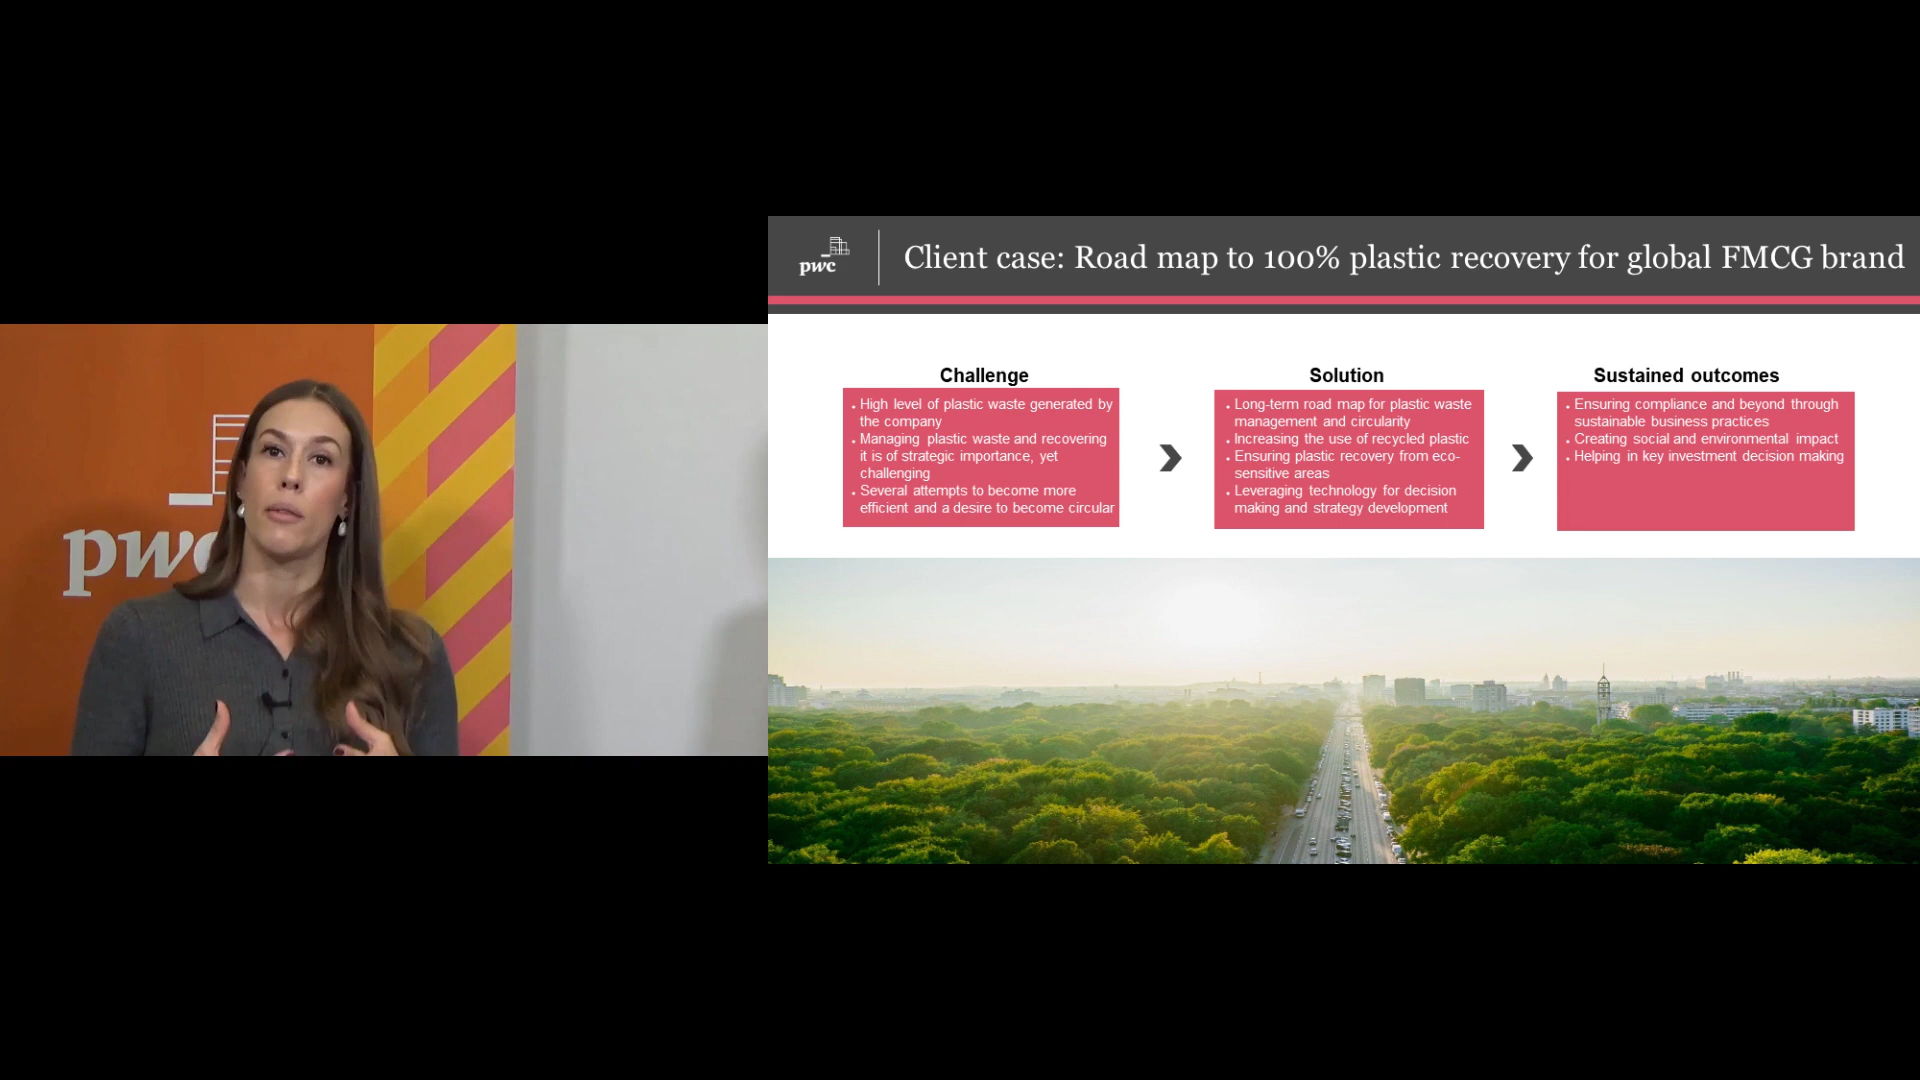 pwc
pwc
Client case: Road map to 100% plastic recovery for global FMCG brand
Challenge
• High level of plastic waste generated by
the company
• Managing plastic waste and recovering
it is of strategic importance, yet
challenging
• Several attempts to become more
efficient and a desire to become circular
Solution
• Long-term road map for plastic waste
management and circularity
• Increasing the use of recycled plastic
• Ensuring plastic recovery from eco-
sensitive areas
• Leveraging technology for decision
making and strategy development
Sustained outcomes
• Ensuring compliance and beyond through
sustainable business practices
• Creating social and environmental impact
• Helping in key investment decision making